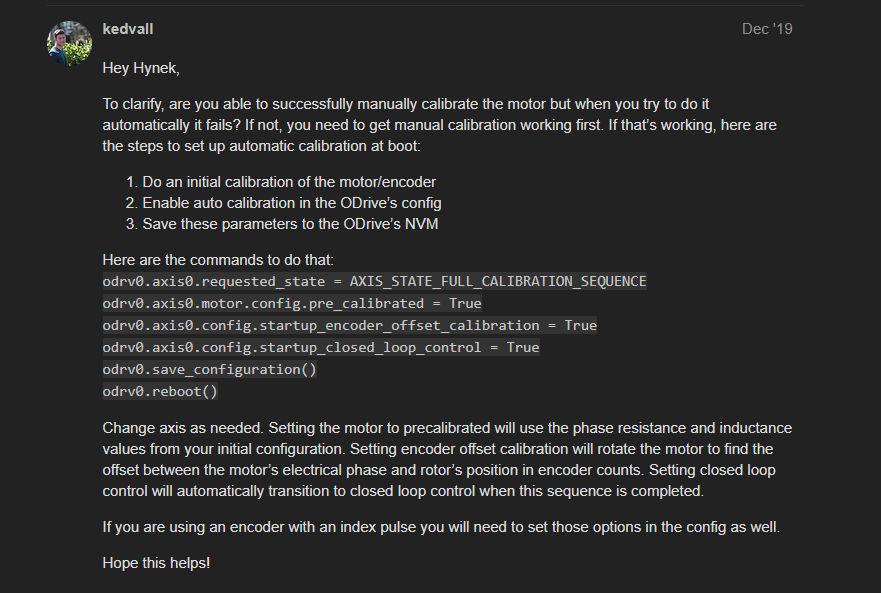 kedvall
Dec '19
Hey Hynek,
To clarify, are you able to successfully manually calibrate the motor but when you try to do it
automatically it fails? If not, you need to get manual calibration working first. If that's working, here are
the steps to set up automatic calibration at boot:
1. Do an initial calibration of the motor/encoder
2. Enable auto calibration in the ODrive's config
3. Save these parameters to the ODrive's NVM
Here are the commands to do that:
odrv0.axis0.requested_state = AXIS_STATE_FULL_CALIBRATION_SEQUENCE
odrv0.axis0.motor.config.pre_calibrated = True
odrv0.axis0.config.startup_encoder_offset_calibration = True
odrv0.axis0.config.startup_closed_loop_control = True
odrv0.save_configuration()
odrv0.reboot()
Change axis as needed. Setting the motor to precalibrated will use the phase resistance and inductance
values from your initial configuration. Setting encoder offset calibration will rotate the motor to find the
offset between the motor's electrical phase and rotor's position in encoder counts. Setting closed loop
control will automatically transition to closed loop control when this sequence is completed.
If you are using an encoder with an index pulse you will need to set those options in the config as well.
Hope this helps!